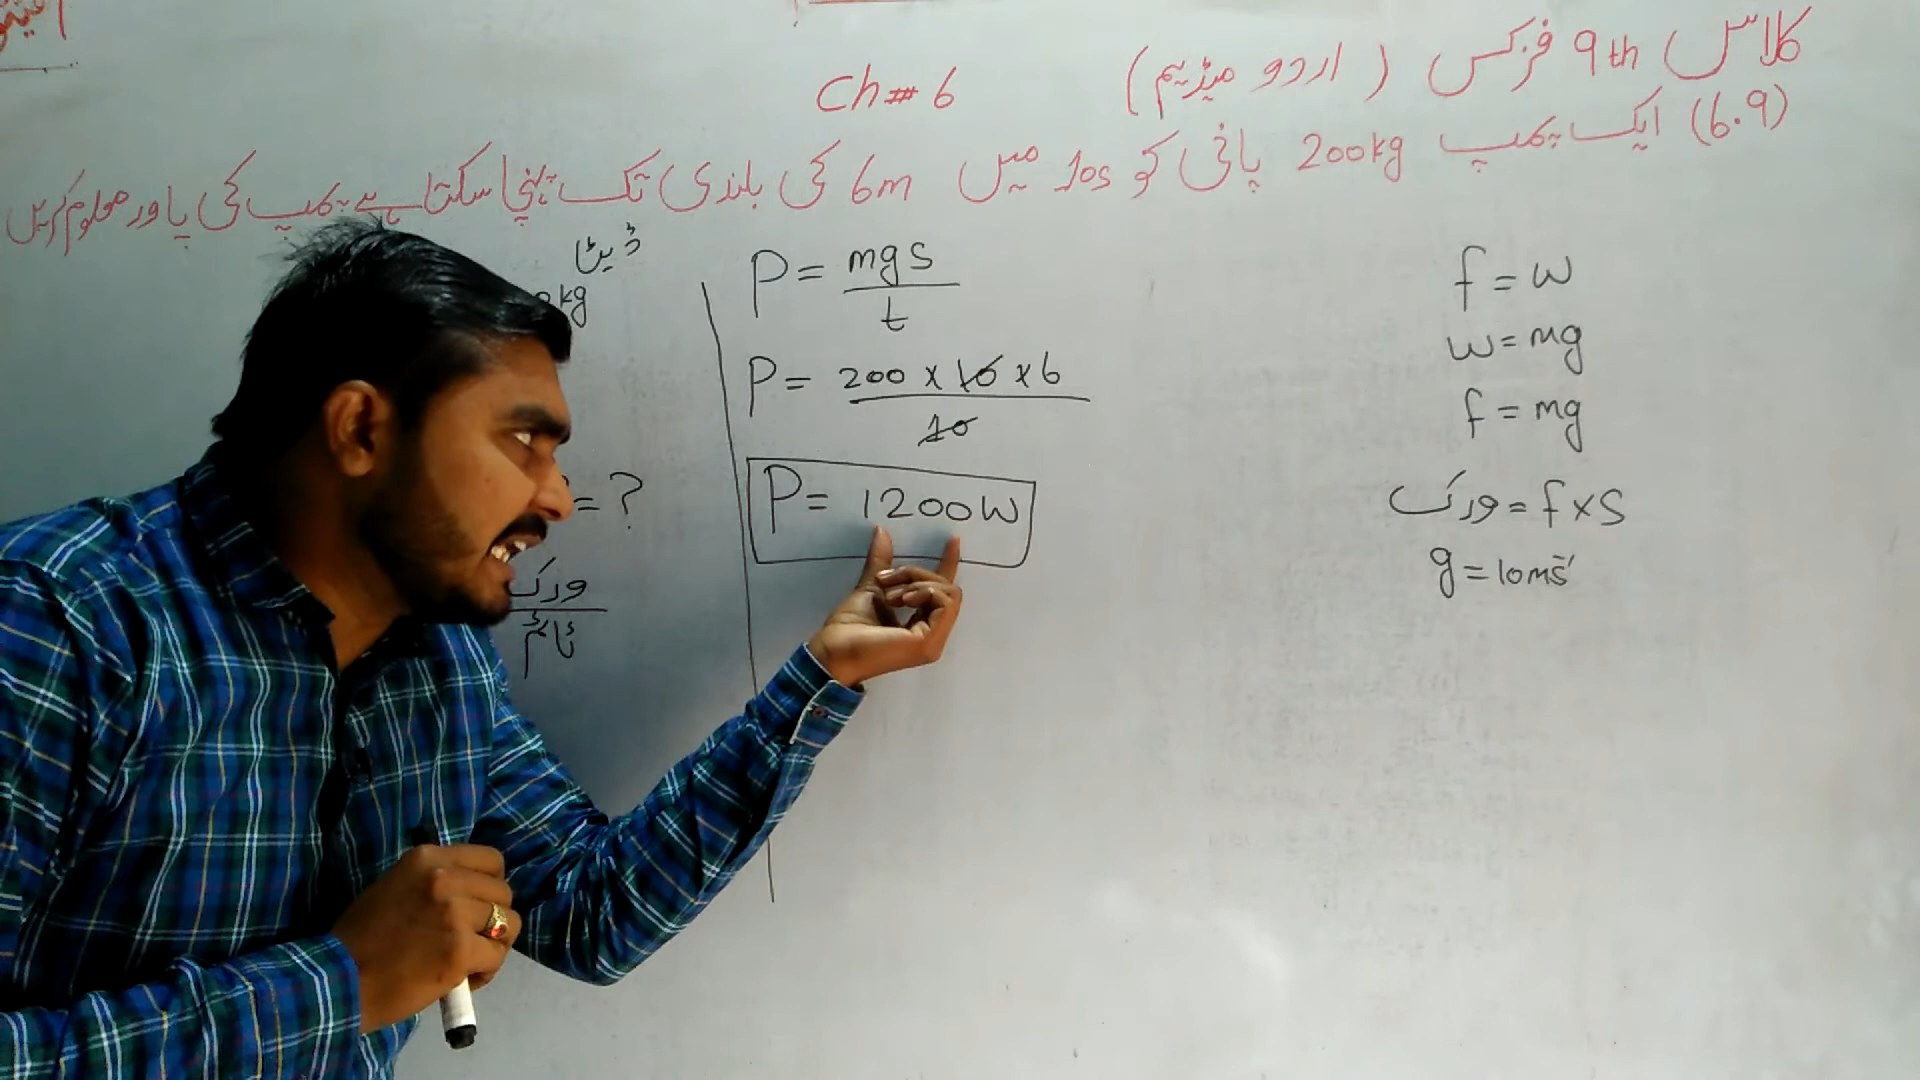 کلاس 9th فزکس (اردو میڈیم)
Ch# 6
(6.9) ایک پمپ 200kg پانی کو 10s میں 6m کی بلندی تک پہنچا سکتا ہے پمپ کی پاور معلوم کریں
ڈیٹا
kg
= ?
ورک
ٹائم
P = mgs
t
P = 200 x 10 x 6
10
P = 1200W
f = w
w = mg
f = mg
ورک = f x s
g = 10ms⁻¹